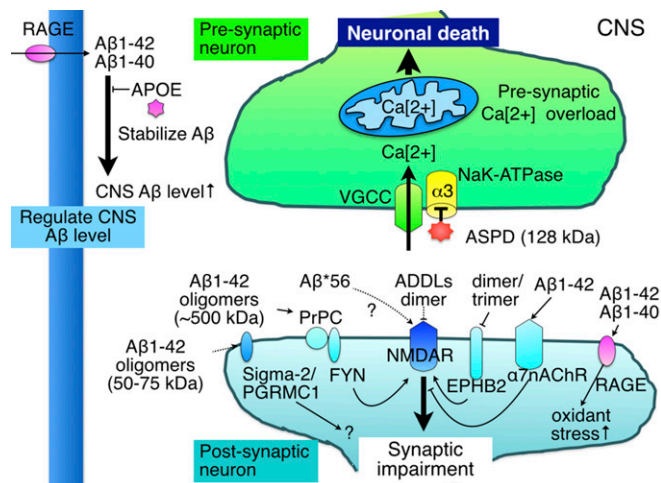 RAGE
Aβ1-42
Aβ1-40
APOE
Stabilize Aβ
CNS Aβ level↑
Regulate CNS
Aβ level
Pre-synaptic
neuron
Neuronal death
CNS
Ca[2+]
Pre-synaptic
Ca[2+] overload
Ca[2+]
NaK-ATPase
VGCC
α3
ASPD (128 kDa)
Aβ1-42
oligomers
(~500 kDa)
Aβ*56
?
ADDLs
dimer
dimer/
trimer
Aβ1-42
Aβ1-42
Aβ1-40
PrPC
Aβ1-42
oligomers
(50-75 kDa)
Sigma-2/
PGRMC1
FYN
NMDAR
EPHB2
α7nAChR
RAGE
oxidant
stress↑
?
Post-synaptic
neuron
Synaptic
impairment